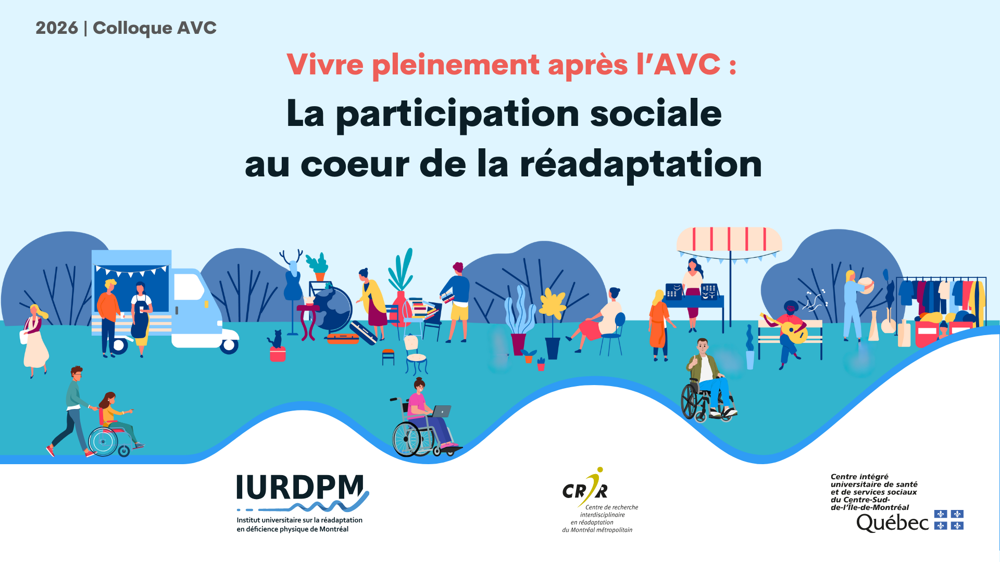 2026 | Colloque AVC
Vivre pleinement après l’AVC :
La participation sociale
au coeur de la réadaptation
IURDPM
Institut universitaire sur la réadaptation
en déficience physique de Montréal
CRIR
Centre de recherche
interdisciplinaire
en réadaptation
du Montréal métropolitain
Centre intégré
universitaire de santé
et de services sociaux
du Centre-Sud-
de-l’Île-de-Montréal
Québec